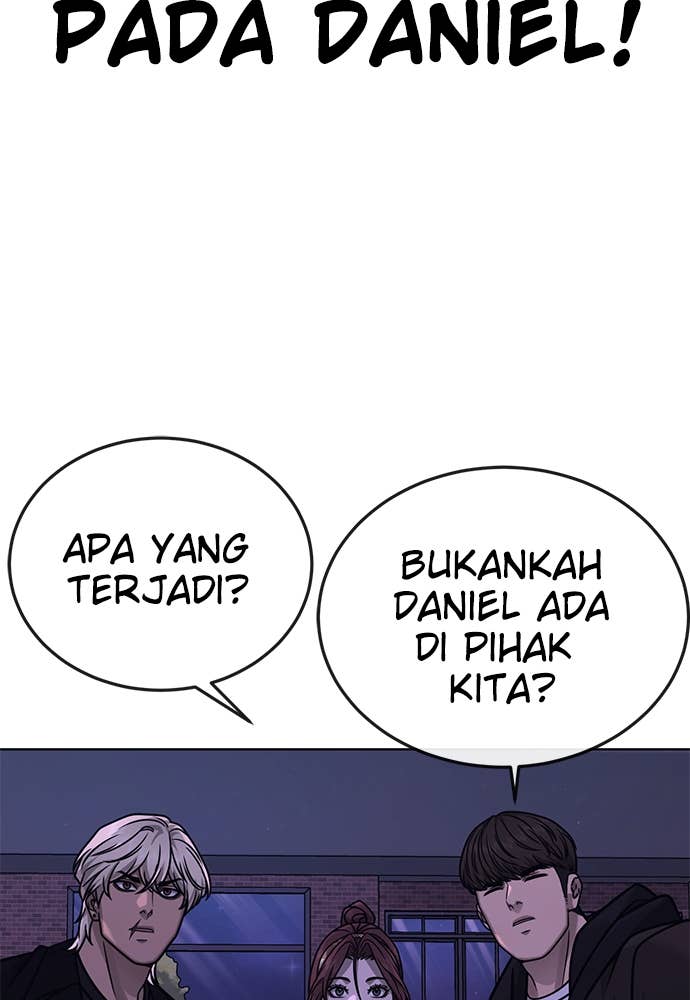 PADA DANIEL!
APA YANG
TERJADI?
BUKANKAH
DANIEL ADA
DI PIHAK
KITA?